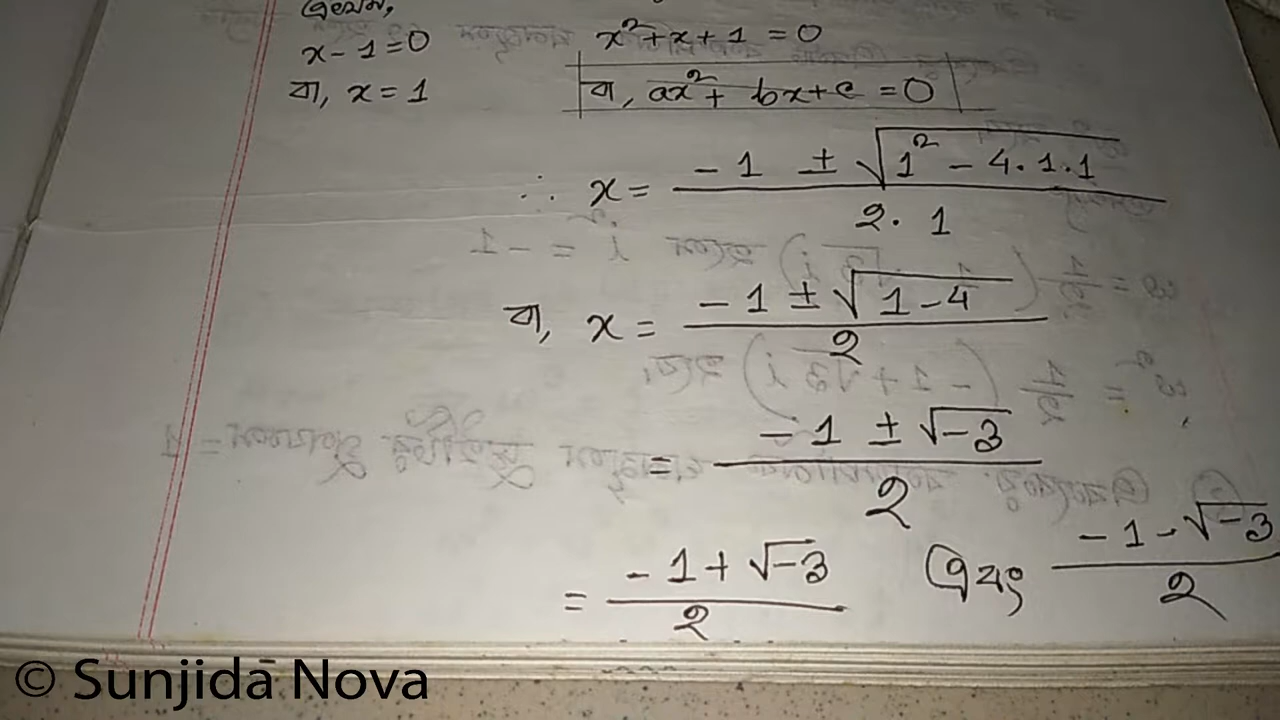 এখন,
x - 1 = 0
বা, x = 1
x² + x + 1 = 0
বা, ax² + bx + c = 0
∴ x = (-1 ± √(1² - 4·1·1)) / (2·1)
বা, x = (-1 ± √(1-4)) / 2
= (-1 ± √-3) / 2
= (-1 + √-3) / 2 এবং (-1 - √-3) / 2
© Sunjida Nova